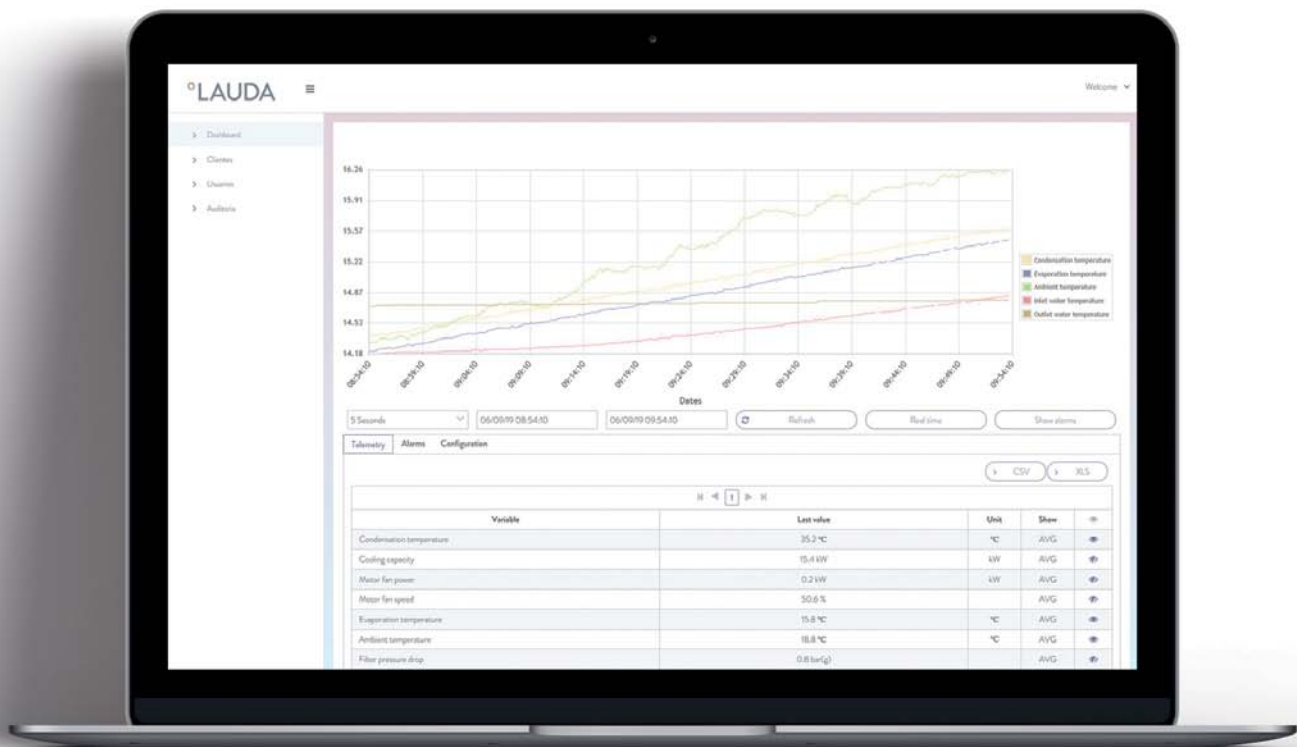 °LAUDA
Welcome
Dashboard
Clientes
Usuarios
Auditoria
16.26
15.91
15.57
15.22
14.87
14.53
14.18
08:54:10
08:59:10
09:04:10
09:09:10
09:14:10
09:19:10
09:24:10
09:29:10
09:34:10
09:39:10
09:44:10
09:49:10
09:54:10
Dates
Condensation temperature
Evaporation temperature
Ambient temperature
Inlet water temperature
Outlet water temperature
5 Seconds 06/09/19 08:54:10 06/09/19 09:54:10 Refresh Real time Show alarms
Telemetry Alarms Configuration
CSV XLS
1
Variable Last value Unit Show
Condensation temperature 35.2 °C °C AVG
Cooling capacity 15.4 kW kW AVG
Motor fan power 0.2 kW kW AVG
Motor fan speed 50.6 % AVG
Evaporation temperature 15.8 °C °C AVG
Ambient temperature 18.8 °C °C AVG
Filter pressure drop 0.8 bar(g) AVG